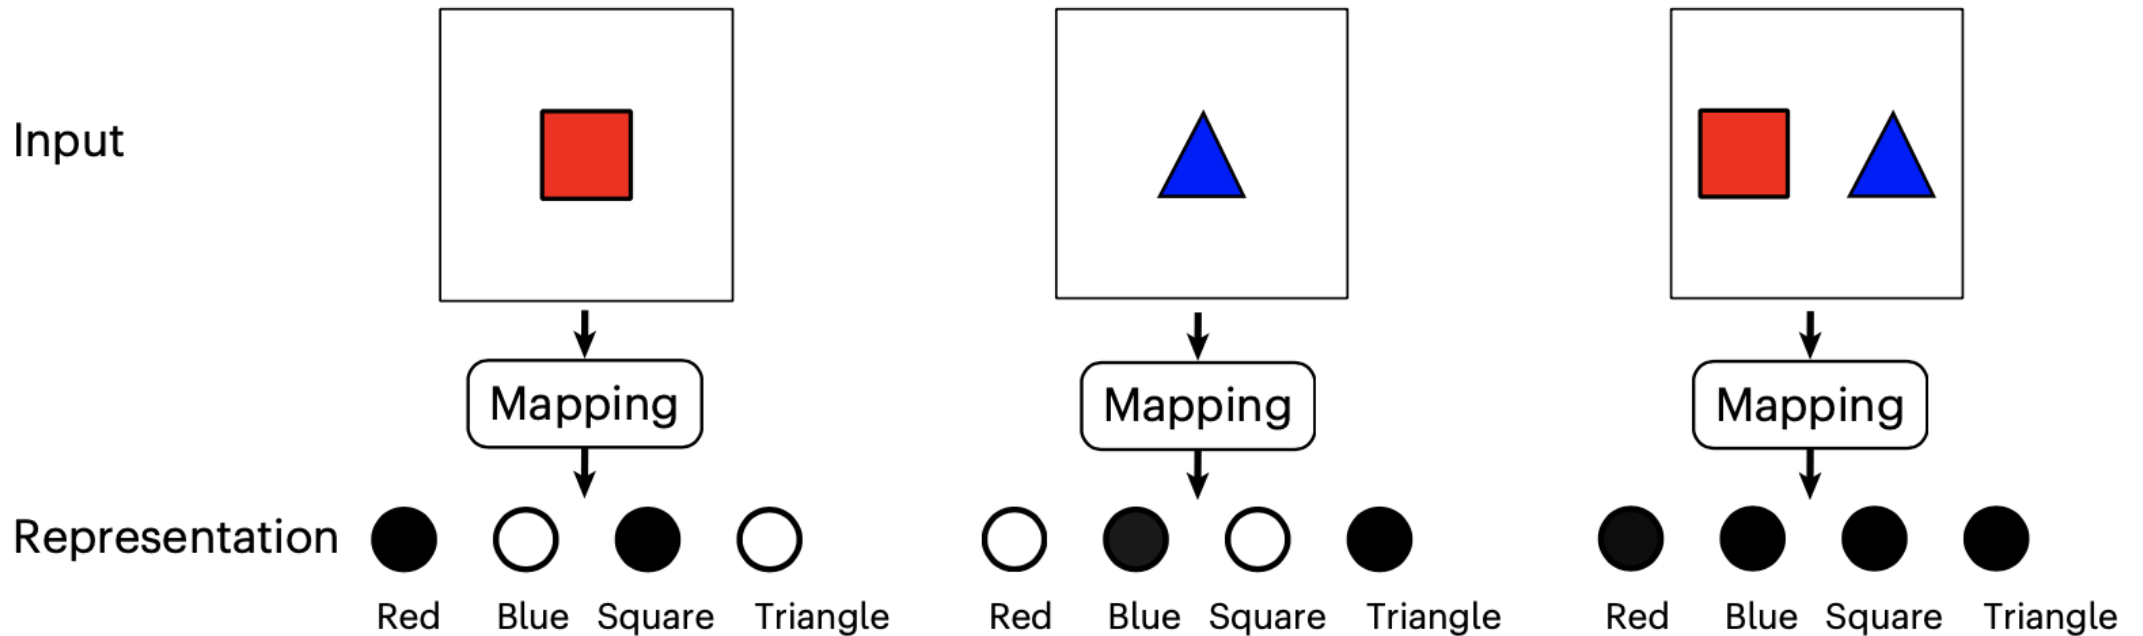 Input
Mapping Mapping Mapping
Representation
Red Blue Square Triangle Red Blue Square Triangle Red Blue Square Triangle